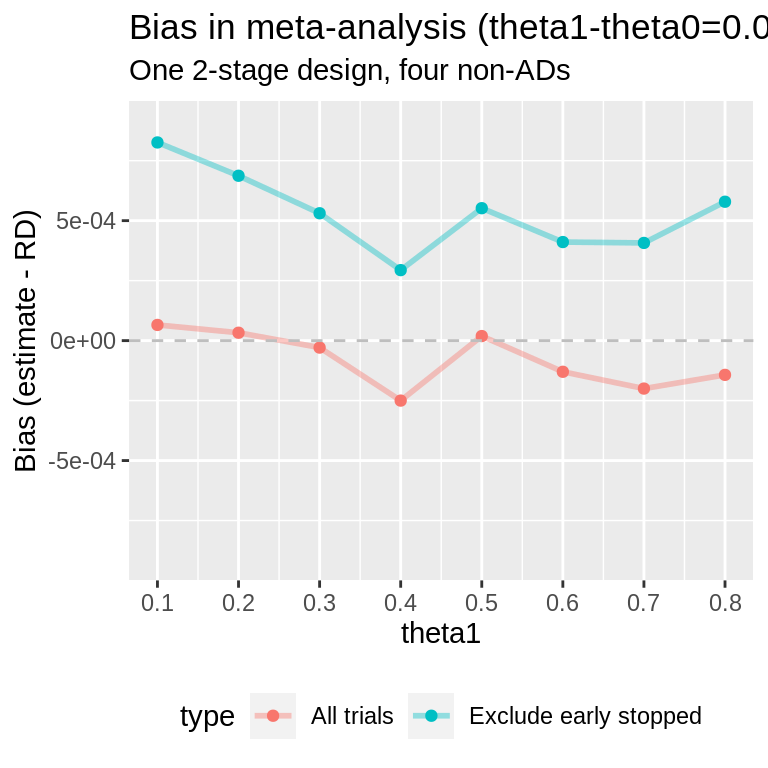 Bias in meta-analysis (theta1-theta0=0.0
One 2-stage design, four non-ADs
Bias (estimate - RD)
5e-04
0e+00
-5e-04
0.1 0.2 0.3 0.4 0.5 0.6 0.7 0.8
theta1
type All trials Exclude early stopped